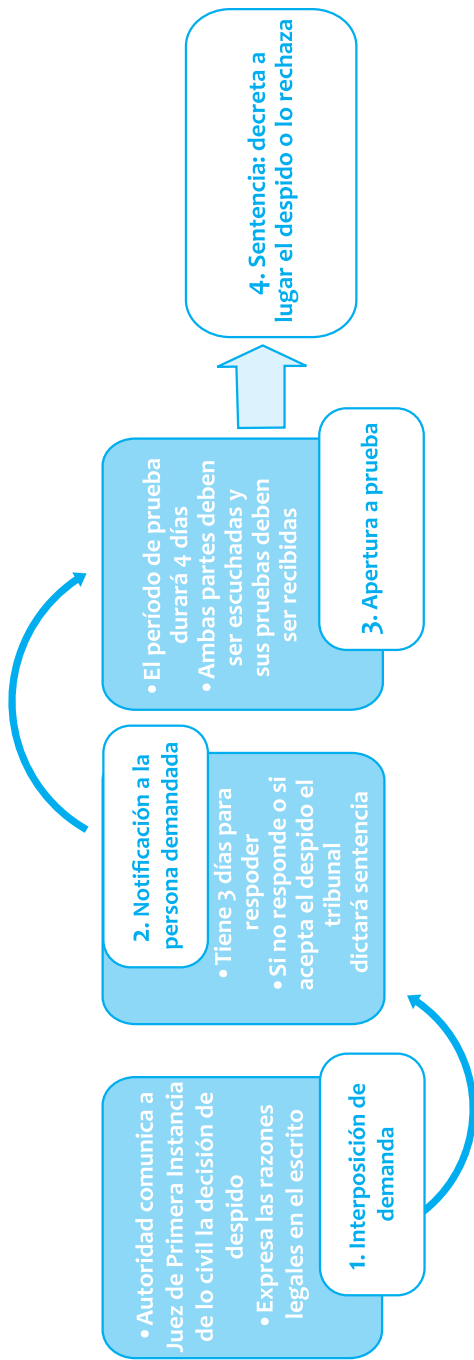 • Autoridad comunica a
Juez de Primera Instancia
de lo civil la decisión de
despido
• Expresa las razones
legales en el escrito
1. Interposición de
demanda
2. Notificación a la
persona demandada
• Tiene 3 días para
respoder
• Si no responde o si
acepta el despido el
tribunal
dictará sentencia
• El período de prueba
durará 4 días
• Ambas partes deben
ser escuchadas y
sus pruebas deben
ser recibidas
3. Apertura a prueba
4. Sentencia: decreta a
lugar el despido o lo rechaza